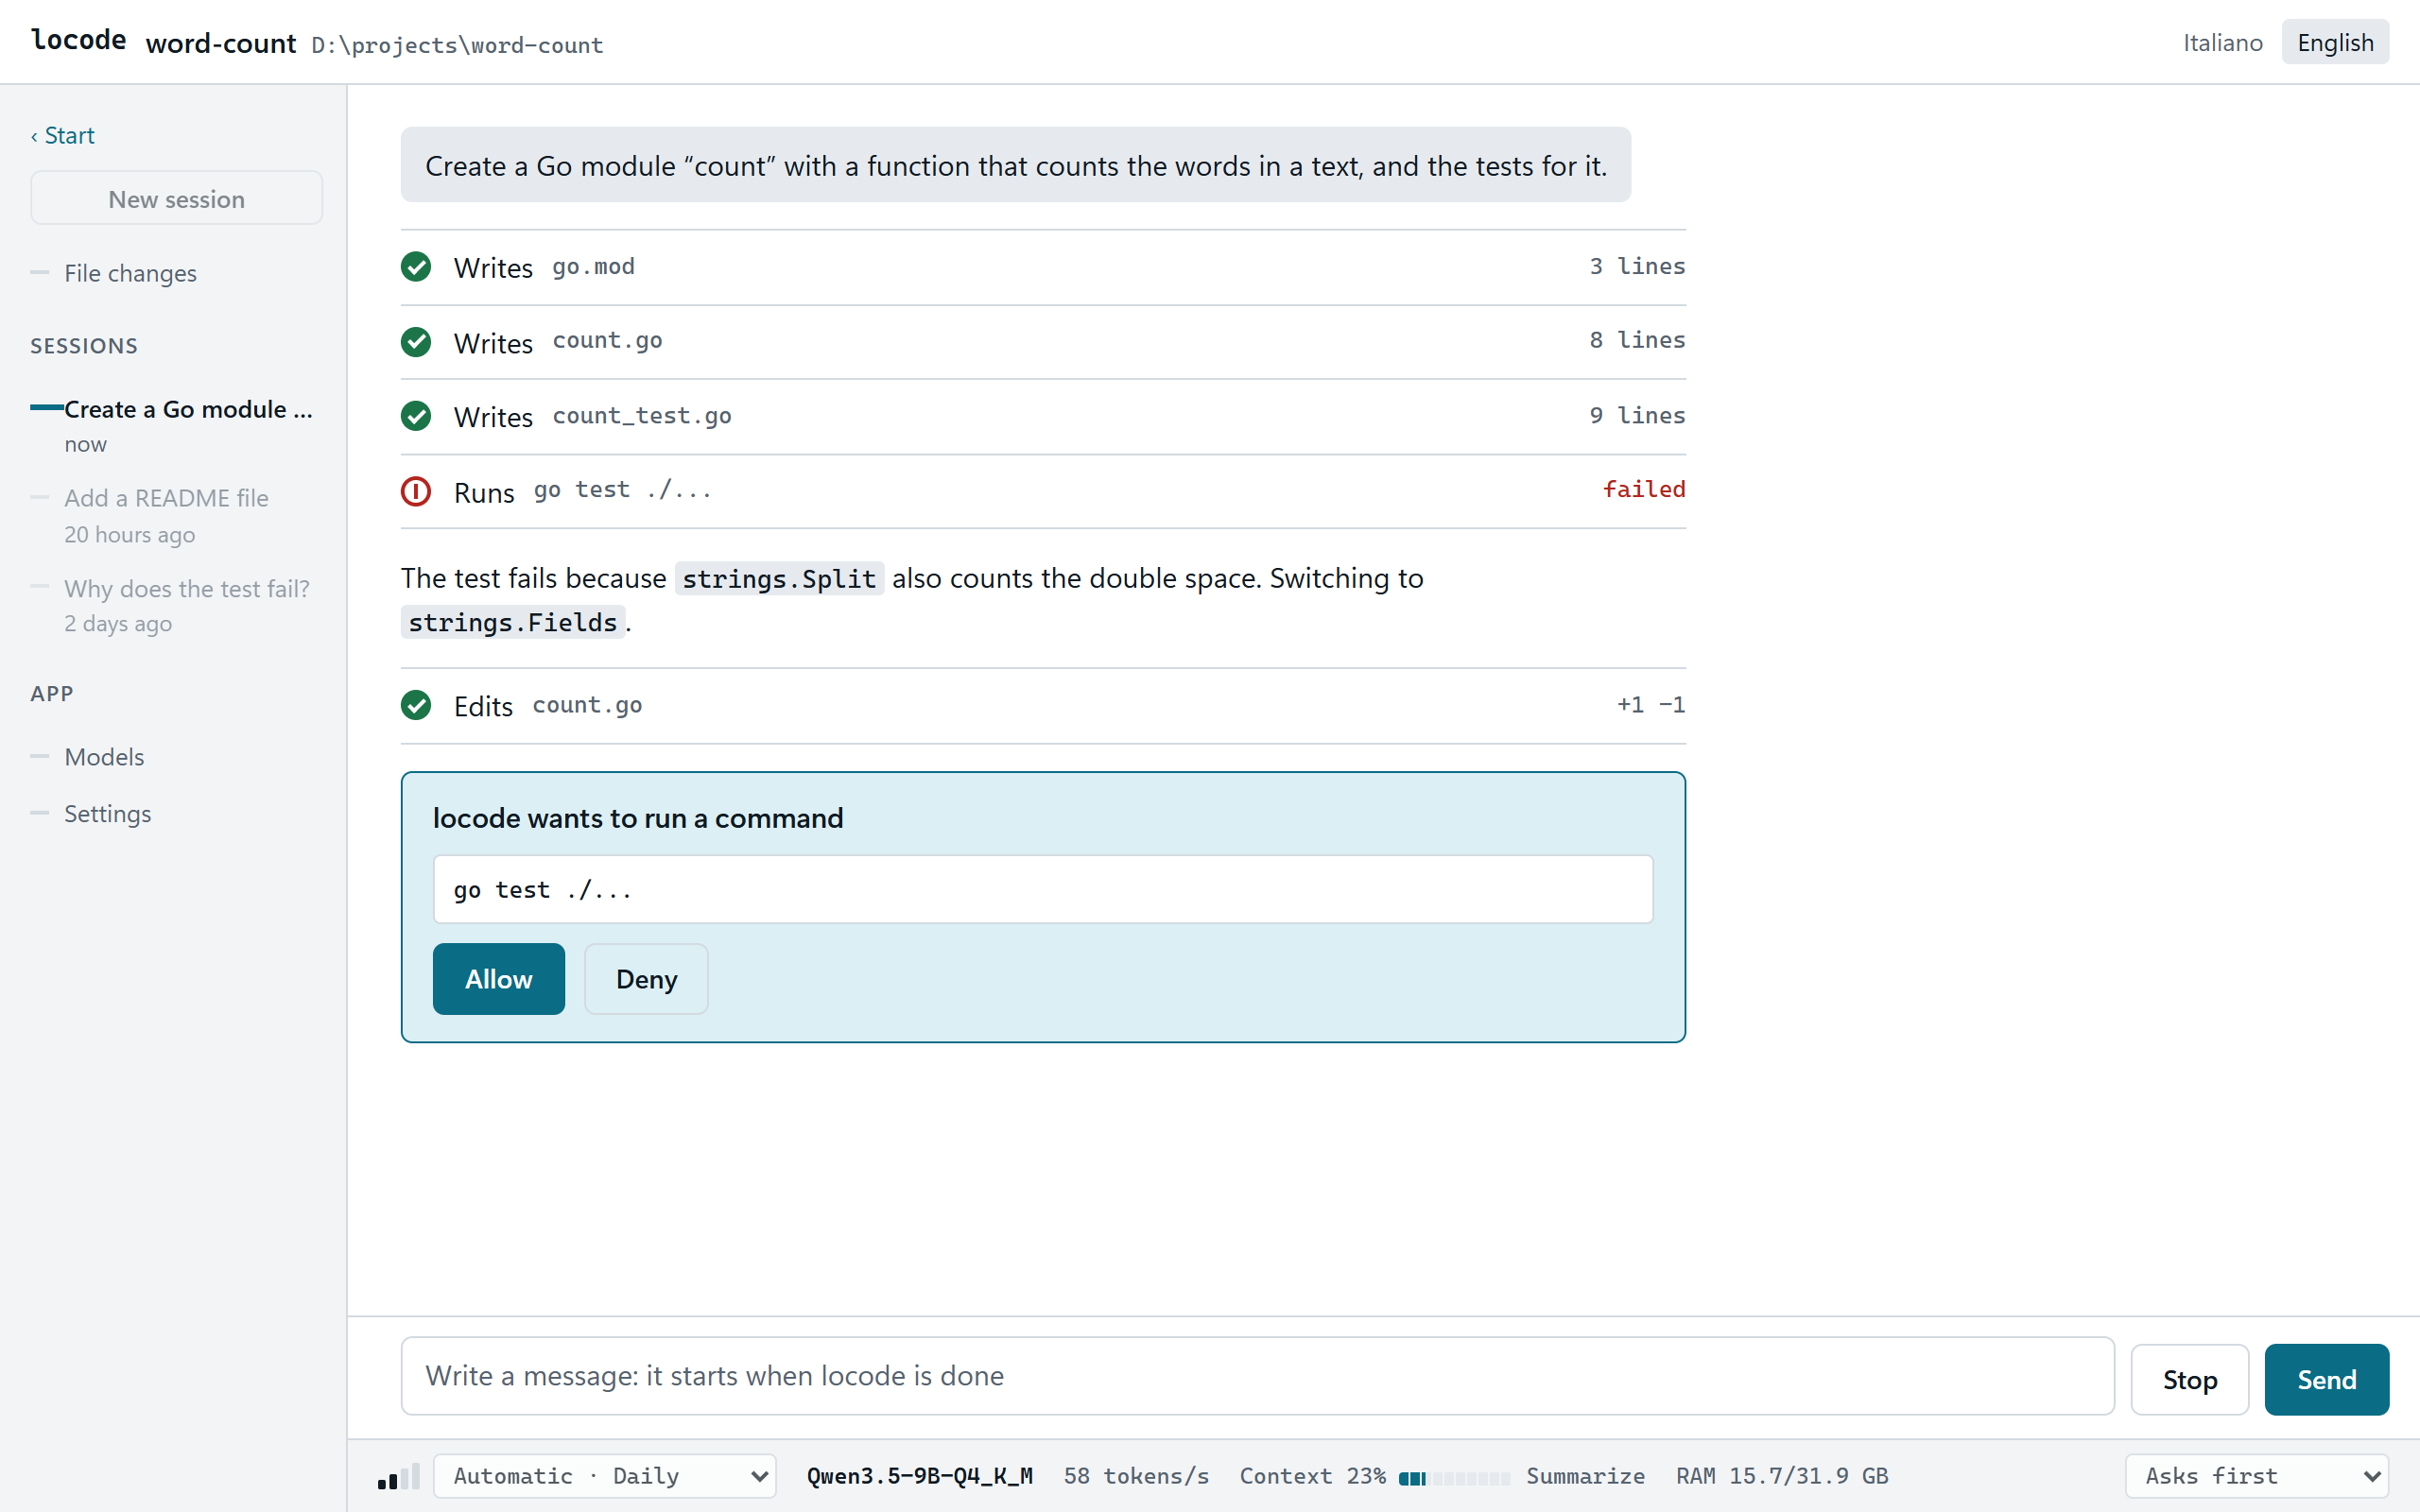 locode word-count D:\projects\word-count
Italiano English
‹ Start
New session
File changes
SESSIONS
Create a Go module ...
now
Add a README file
20 hours ago
Why does the test fail?
2 days ago
APP
Models
Settings
Create a Go module “count” with a function that counts the words in a text, and the tests for it.
Writes go.mod 3 lines
Writes count.go 8 lines
Writes count_test.go 9 lines
Runs go test ./... failed
The test fails because strings.Split also counts the double space. Switching to
strings.Fields.
Edits count.go +1 −1
locode wants to run a command
go test ./...
Allow Deny
Write a message: it starts when locode is done
Stop Send
Automatic · Daily Qwen3.5-9B-Q4_K_M 58 tokens/s Context 23% Summarize RAM 15.7/31.9 GB Asks first